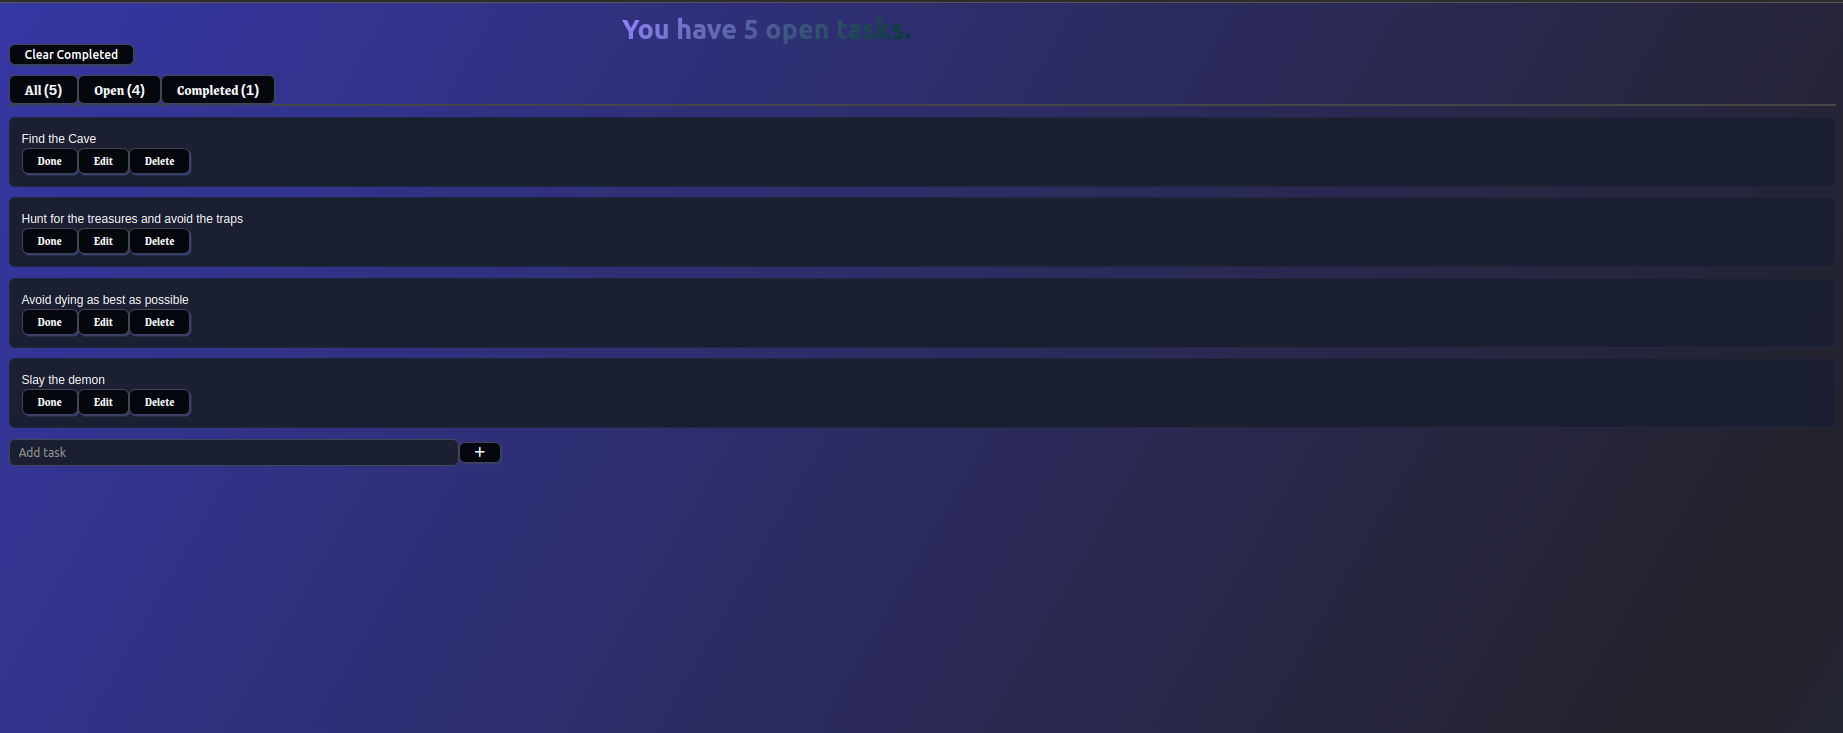 You have 5 open tasks.
Clear Completed
All (5) Open (4) Completed (1)
Find the Cave
Done Edit Delete
Hunt for the treasures and avoid the traps
Done Edit Delete
Avoid dying as best as possible
Done Edit Delete
Slay the demon
Done Edit Delete
Add task +